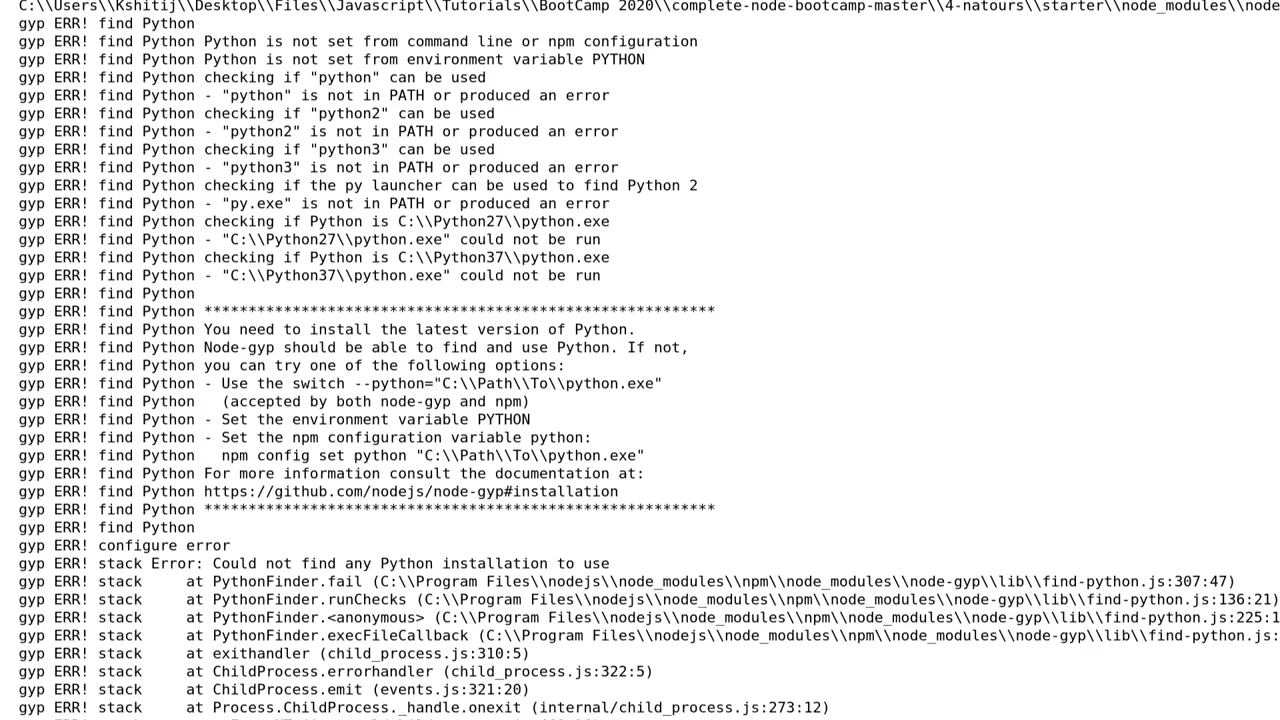 C:\\Users\\Kshitij\\Desktop\\Files\\Javascript\\Tutorials\\BootCamp 2020\\complete-node-bootcamp-master\\4-natours\\starter\\node_modules\\node
gyp ERR! find Python
gyp ERR! find Python Python is not set from command line or npm configuration
gyp ERR! find Python Python is not set from environment variable PYTHON
gyp ERR! find Python checking if "python" can be used
gyp ERR! find Python - "python" is not in PATH or produced an error
gyp ERR! find Python checking if "python2" can be used
gyp ERR! find Python - "python2" is not in PATH or produced an error
gyp ERR! find Python checking if "python3" can be used
gyp ERR! find Python - "python3" is not in PATH or produced an error
gyp ERR! find Python checking if the py launcher can be used to find Python 2
gyp ERR! find Python - "py.exe" is not in PATH or produced an error
gyp ERR! find Python checking if Python is C:\\Python27\\python.exe
gyp ERR! find Python - "C:\\Python27\\python.exe" could not be run
gyp ERR! find Python checking if Python is C:\\Python37\\python.exe
gyp ERR! find Python - "C:\\Python37\\python.exe" could not be run
gyp ERR! find Python
gyp ERR! find Python **********************************************************
gyp ERR! find Python You need to install the latest version of Python.
gyp ERR! find Python Node-gyp should be able to find and use Python. If not,
gyp ERR! find Python you can try one of the following options:
gyp ERR! find Python - Use the switch --python="C:\\Path\\To\\python.exe"
gyp ERR! find Python   (accepted by both node-gyp and npm)
gyp ERR! find Python - Set the environment variable PYTHON
gyp ERR! find Python - Set the npm configuration variable python:
gyp ERR! find Python   npm config set python "C:\\Path\\To\\python.exe"
gyp ERR! find Python For more information consult the documentation at:
gyp ERR! find Python https://github.com/nodejs/node-gyp#installation
gyp ERR! find Python **********************************************************
gyp ERR! find Python
gyp ERR! configure error
gyp ERR! stack Error: Could not find any Python installation to use
gyp ERR! stack     at PythonFinder.fail (C:\\Program Files\\nodejs\\node_modules\\npm\\node_modules\\node-gyp\\lib\\find-python.js:307:47)
gyp ERR! stack     at PythonFinder.runChecks (C:\\Program Files\\nodejs\\node_modules\\npm\\node_modules\\node-gyp\\lib\\find-python.js:136:21)
gyp ERR! stack     at PythonFinder.<anonymous> (C:\\Program Files\\nodejs\\node_modules\\npm\\node_modules\\node-gyp\\lib\\find-python.js:225:1
gyp ERR! stack     at PythonFinder.execFileCallback (C:\\Program Files\\nodejs\\node_modules\\npm\\node_modules\\node-gyp\\lib\\find-python.js:
gyp ERR! stack     at exithandler (child_process.js:310:5)
gyp ERR! stack     at ChildProcess.errorhandler (child_process.js:322:5)
gyp ERR! stack     at ChildProcess.emit (events.js:321:20)
gyp ERR! stack     at Process.ChildProcess._handle.onexit (internal/child_process.js:273:12)